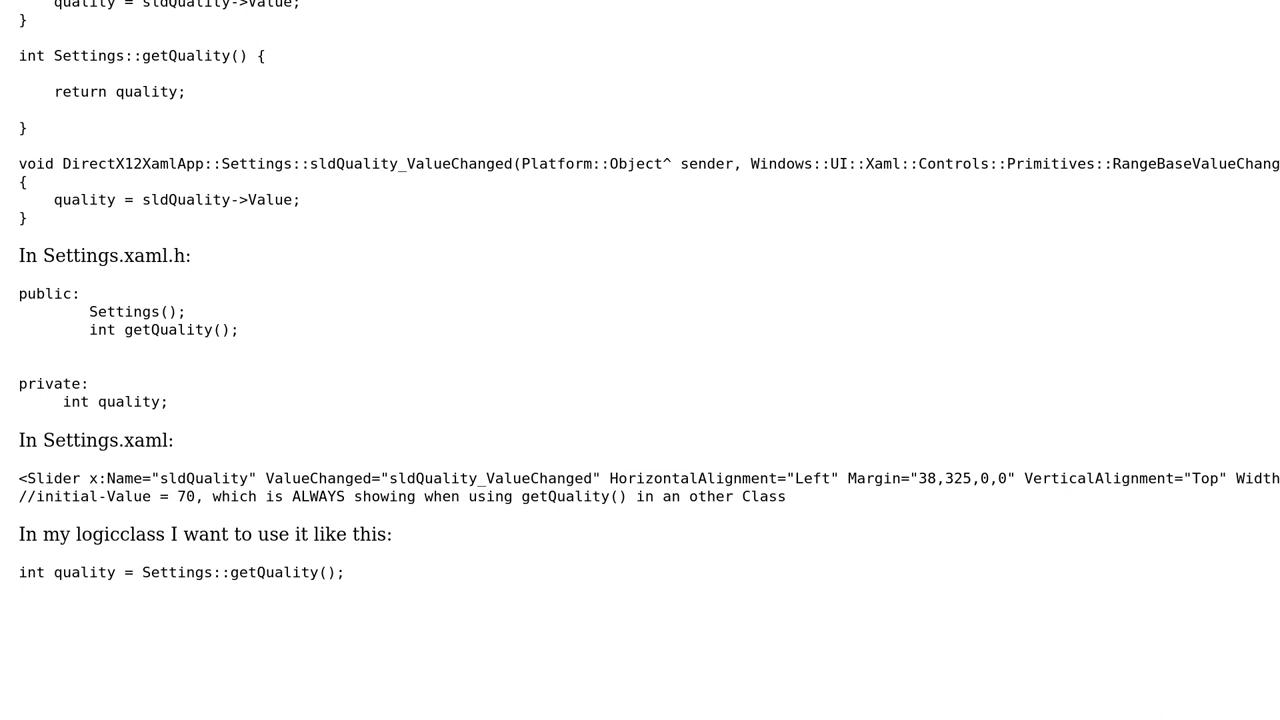 quality = sldQuality->Value;
}
int Settings::getQuality() {
    return quality;
}
void DirectX12XamlApp::Settings::sldQuality_ValueChanged(Platform::Object^ sender, Windows::UI::Xaml::Controls::Primitives::RangeBaseValueChang
{
    quality = sldQuality->Value;
}
In Settings.xaml.h:
public:
        Settings();
        int getQuality();
private:
     int quality;
In Settings.xaml:
<Slider x:Name="sldQuality" ValueChanged="sldQuality_ValueChanged" HorizontalAlignment="Left" Margin="38,325,0,0" VerticalAlignment="Top" Width
//initial-Value = 70, which is ALWAYS showing when using getQuality() in an other Class
In my logicclass I want to use it like this:
int quality = Settings::getQuality();